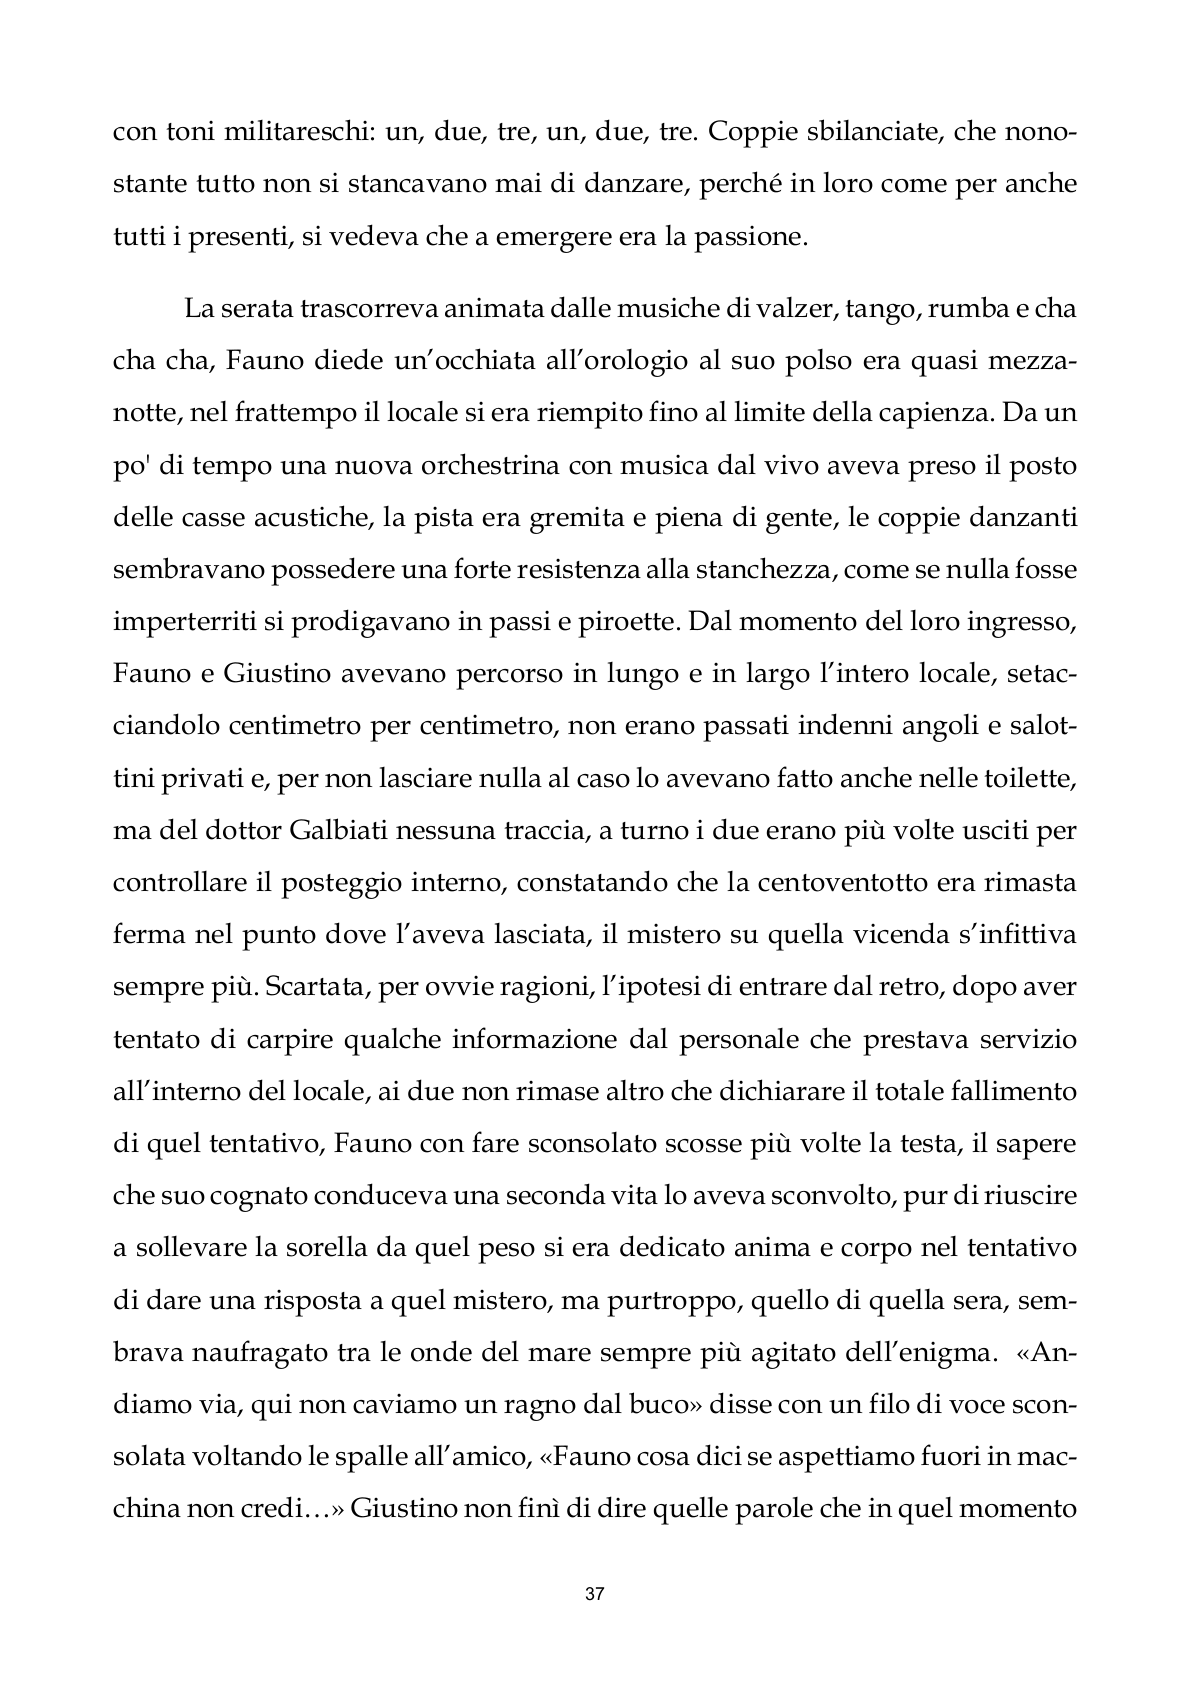 con toni militareschi: un, due, tre, un, due, tre. Coppie sbilanciate, che nono-
stante tutto non si stancavano mai di danzare, perché in loro come per anche
tutti i presenti, si vedeva che a emergere era la passione.
La serata trascorreva animata dalle musiche di valzer, tango, rumba e cha
cha cha, Fauno diede un’occhiata all’orologio al suo polso era quasi mezza-
notte, nel frattempo il locale si era riempito fino al limite della capienza. Da un
po' di tempo una nuova orchestrina con musica dal vivo aveva preso il posto
delle casse acustiche, la pista era gremita e piena di gente, le coppie danzanti
sembravano possedere una forte resistenza alla stanchezza, come se nulla fosse
imperterriti si prodigavano in passi e piroette. Dal momento del loro ingresso,
Fauno e Giustino avevano percorso in lungo e in largo l’intero locale, setac-
ciandolo centimetro per centimetro, non erano passati indenni angoli e salot-
tini privati e, per non lasciare nulla al caso lo avevano fatto anche nelle toilette,
ma del dottor Galbiati nessuna traccia, a turno i due erano più volte usciti per
controllare il posteggio interno, constatando che la centoventotto era rimasta
ferma nel punto dove l’aveva lasciata, il mistero su quella vicenda s’infittiva
sempre più. Scartata, per ovvie ragioni, l’ipotesi di entrare dal retro, dopo aver
tentato di carpire qualche informazione dal personale che prestava servizio
all’interno del locale, ai due non rimase altro che dichiarare il totale fallimento
di quel tentativo, Fauno con fare sconsolato scosse più volte la testa, il sapere
che suo cognato conduceva una seconda vita lo aveva sconvolto, pur di riuscire
a sollevare la sorella da quel peso si era dedicato anima e corpo nel tentativo
di dare una risposta a quel mistero, ma purtroppo, quello di quella sera, sem-
brava naufragato tra le onde del mare sempre più agitato dell’enigma.  «An-
diamo via, qui non caviamo un ragno dal buco» disse con un filo di voce scon-
solata voltando le spalle all’amico, «Fauno cosa dici se aspettiamo fuori in mac-
china non credi…» Giustino non finì di dire quelle parole che in quel momento
37